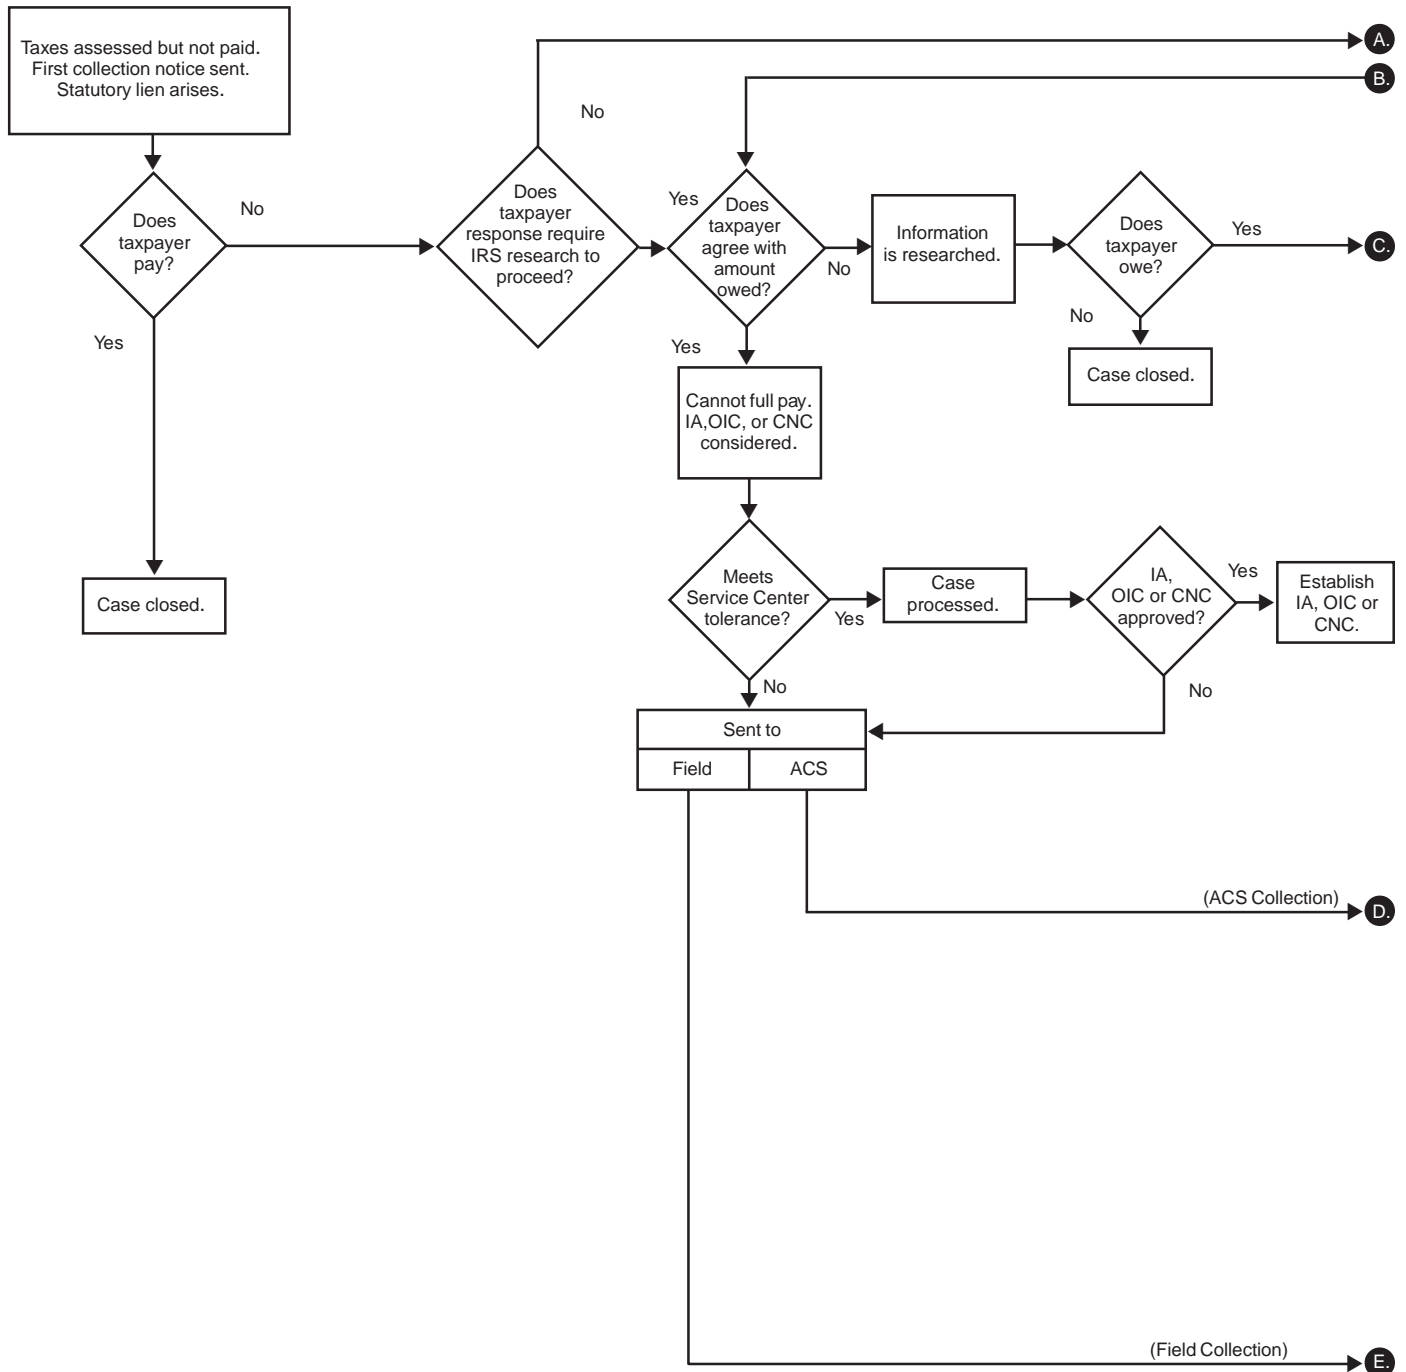 Taxes assessed but not paid.
First collection notice sent.
Statutory lien arises.
A.
B.
No
Does
taxpayer
pay?
No
Does
taxpayer
response require
IRS research to
proceed?
Yes
Does
taxpayer
agree with
amount
owed?
No
Information
is researched.
Does
taxpayer
owe?
Yes
C.
No
Case closed.
Yes
Yes
Cannot full pay.
IA,OIC, or CNC
considered.
Case closed.
Meets
Service Center
tolerance?
Yes
Case
processed.
IA,
OIC or CNC
approved?
Yes
Establish
IA, OIC or
CNC.
No
No
Sent to
Field
ACS
(ACS Collection)
D.
(Field Collection)
E.